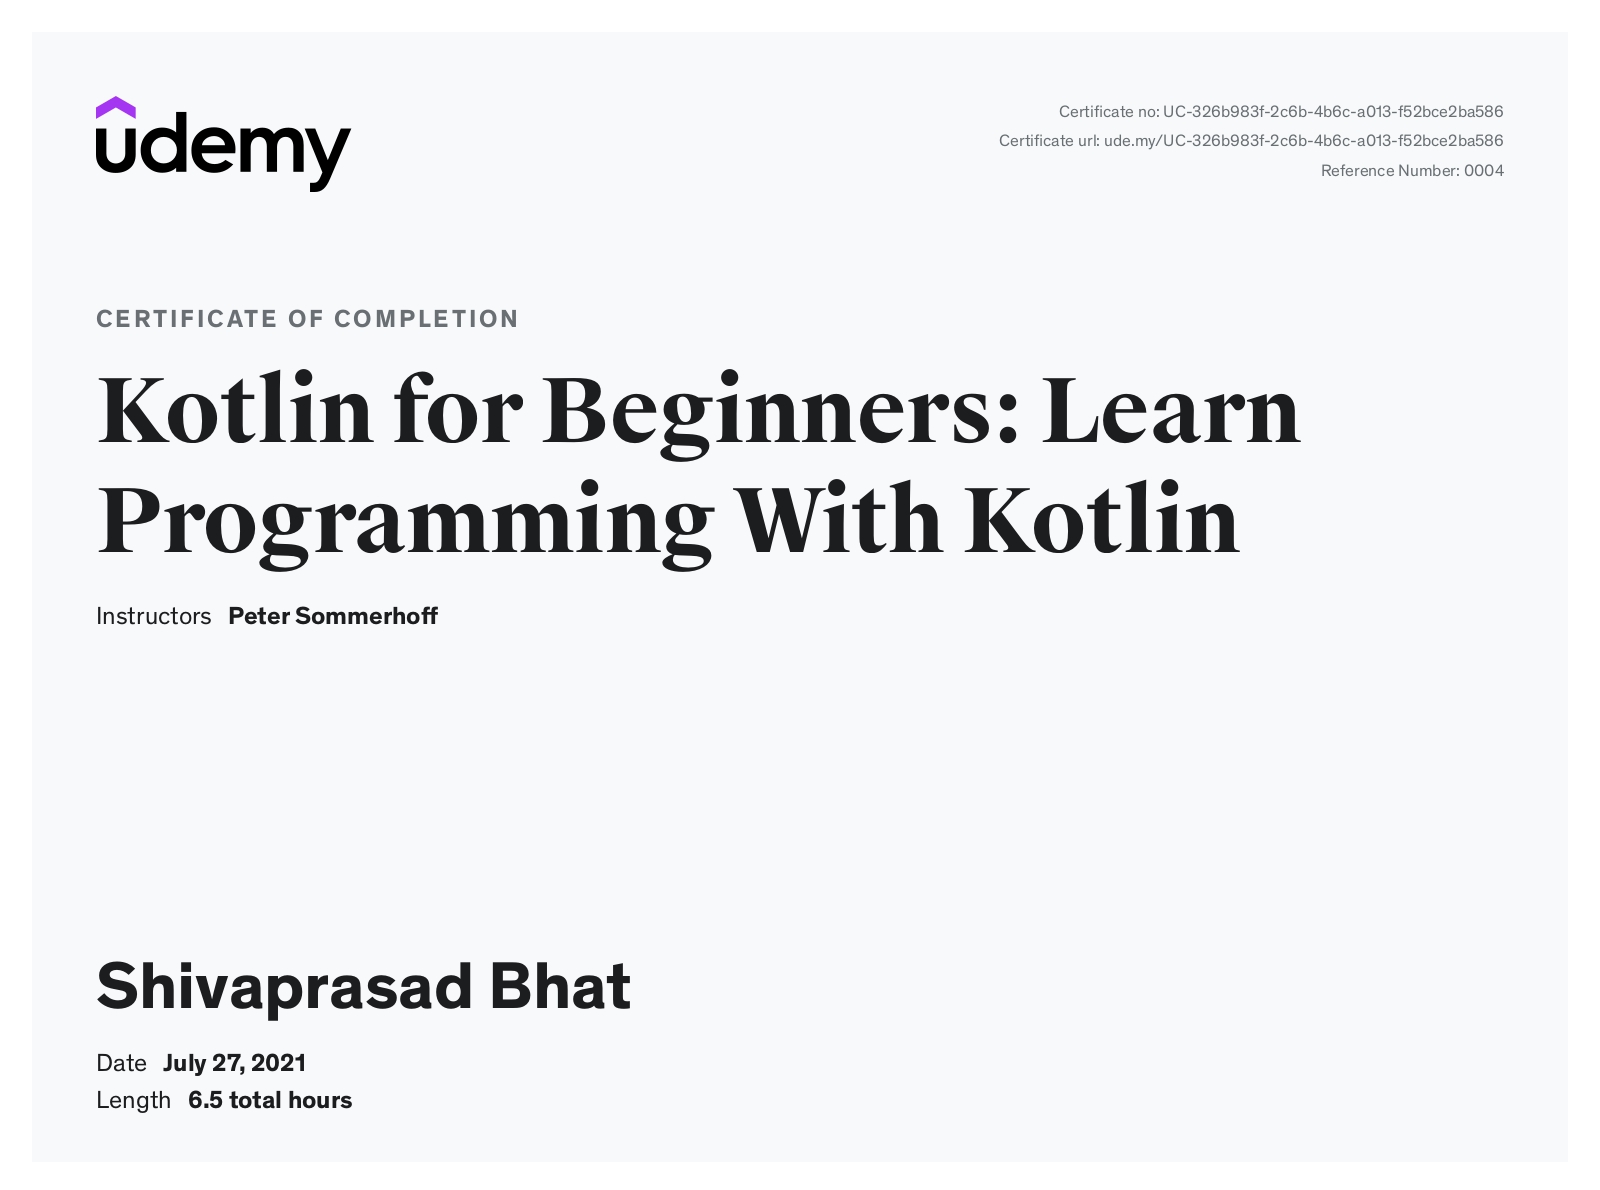 udemy
Certificate no: UC-326b983f-2c6b-4b6c-a013-f52bce2ba586
Certificate url: ude.my/UC-326b983f-2c6b-4b6c-a013-f52bce2ba586
Reference Number: 0004
CERTIFICATE OF COMPLETION
Kotlin for Beginners: Learn
Programming With Kotlin
Instructors Peter Sommerhoff
Shivaprasad Bhat
Date July 27, 2021
Length 6.5 total hours